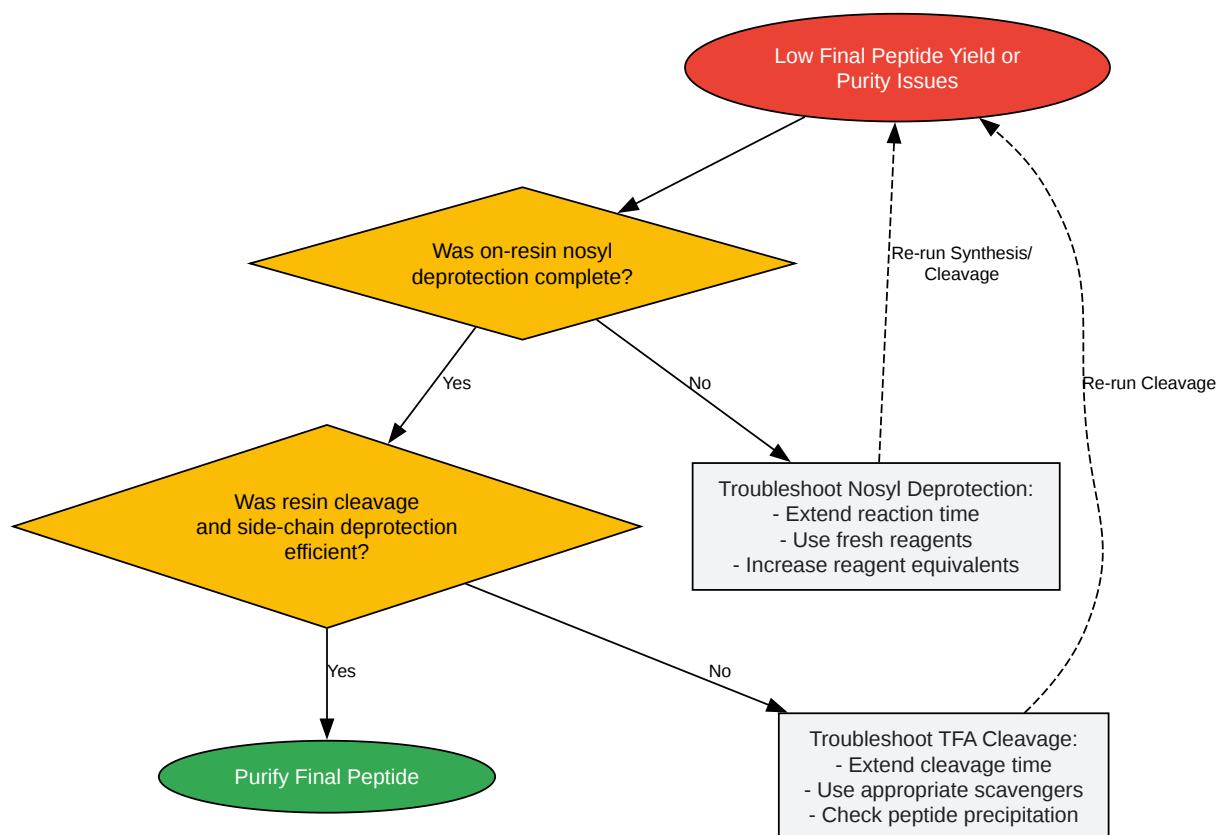 Low Final Peptide Yield or
Purity Issues
Was on-resin nosyl
deprotection complete?
Re-run Synthesis/
Cleavage
Yes
No
Re-run Cleavage
Was resin cleavage
and side-chain deprotection
efficient?
Troubleshoot Nosyl Deprotection:
- Extend reaction time
- Use fresh reagents
- Increase reagent equivalents
Yes
No
Purify Final Peptide
Troubleshoot TFA Cleavage:
- Extend cleavage time
- Use appropriate scavengers
- Check peptide precipitation